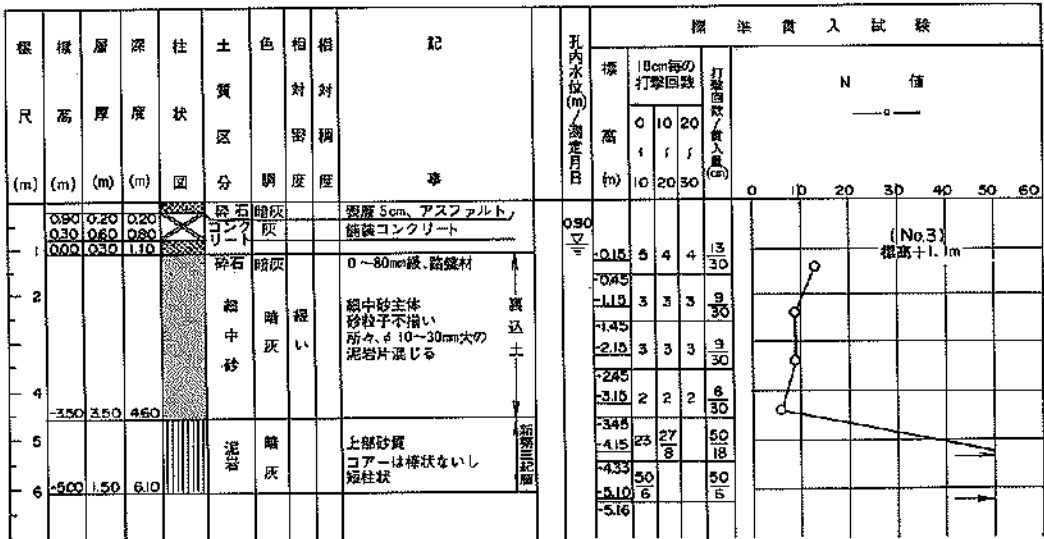 標準貫入試験
標尺 (m)
標高 (m)
層厚 (m)
深度 (m)
柱状図
土質区分
色調
相対密度
相対稠度
記事
孔内水位(m)/測定月日
標高 (m)
10cm毎の打撃回数
0〜10
10〜20
20〜30
打撃回数/貫入量(cm)
N 値
0 10 20 30 40 50 60
0.90 0.20 0.20 砕石 暗灰 表層 5cm、アスファルト
0.30 0.60 0.80 コンクリート 灰 舗装コンクリート
0.00 0.30 1.10 砕石 暗灰 0〜80mm級、路盤材
1
2
3
4
5
6
細中砂
暗灰
緩い
細中砂主体
砂粒子不揃い
所々、φ10〜30mm大の
泥岩片混じる
裏込土
-3.50 3.50 4.60
泥岩
暗灰
上部砂質
コアーは棒状ないし
短柱状
新第三紀層
-5.00 1.50 6.10
0.90
-0.15 5 4 4 13/30
-0.45
-1.15 3 3 3 9/30
-1.45
-2.15 3 3 3 9/30
-2.45
-3.15 2 2 2 6/30
-3.45
-4.15 23 27/8 50/18
-4.33
-5.10 50/6 50/6
-5.16
(No.3)
標高+1.1m